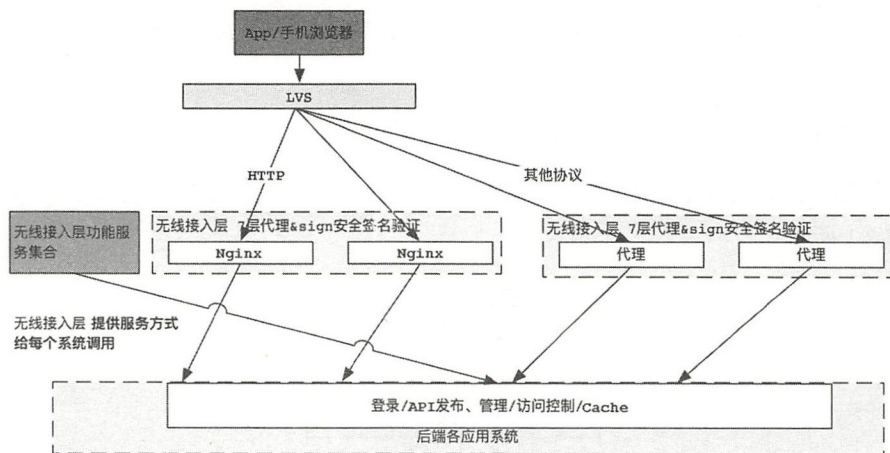 App/手机浏览器
LVS
HTTP
其他协议
无线接入层功能服
务集合
无线接入层 7层代理&sign安全签名验证
Nginx
Nginx
无线接入层 7层代理&sign安全签名验证
代理
代理
无线接入层 提供服务方式
给每个系统调用
登录/API发布、管理/访问控制/Cache
后端各应用系统